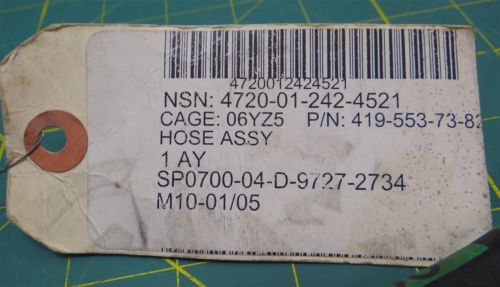 4720012424521
NSN: 4720-01-242-4521
CAGE: 06YZ5 P/N: 419-553-73-82
HOSE ASSY
1 AY
SP0700-04-D-9727-2734
M10-01/05